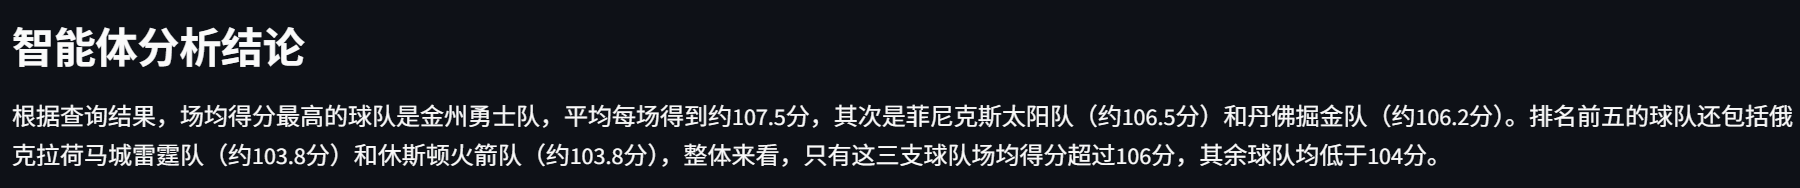 智能体分析结论
根据查询结果，场均得分最高的球队是金州勇士队，平均每场得到约107.5分，其次是菲尼克斯太阳队（约106.5分）和丹佛掘金队（约106.2分）。排名前五的球队还包括俄
克拉荷马城雷霆队（约103.8分）和休斯顿火箭队（约103.8分），整体来看，只有这三支球队场均得分超过106分，其余球队均低于104分。